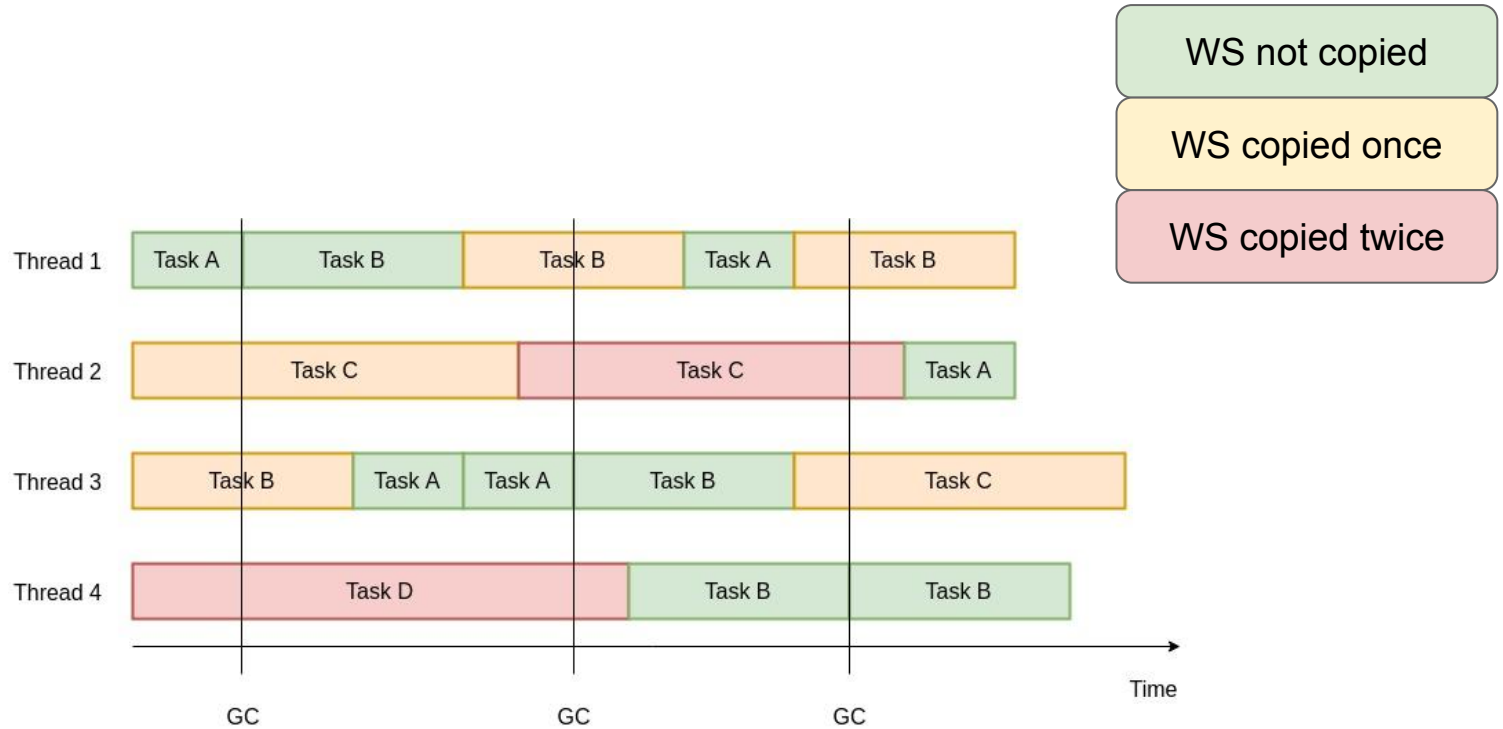 WS not copied
WS copied once
WS copied twice
Thread 1 Task A Task B Task B Task A Task B
Thread 2 Task C Task C Task A
Thread 3 Task B Task A Task A Task B Task C
Thread 4 Task D Task B Task B
Time
GC GC GC